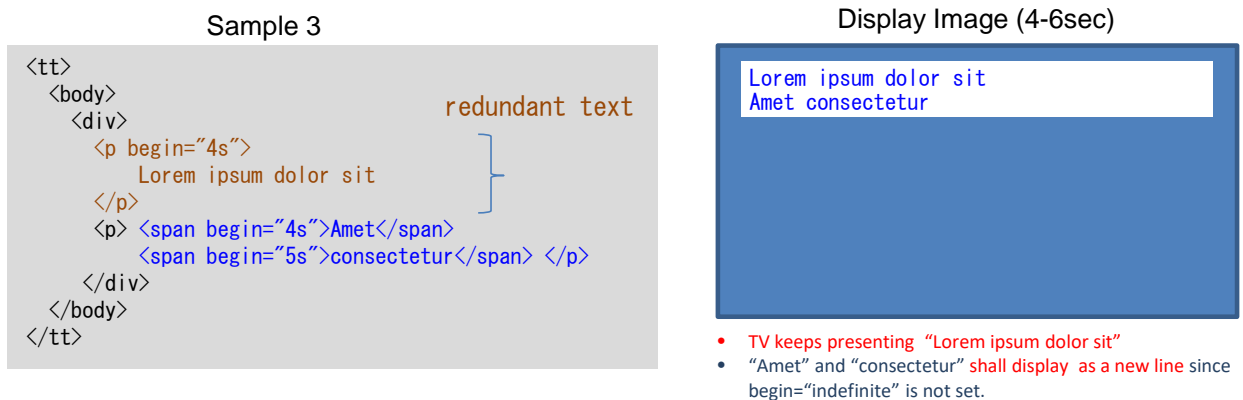 Sample 3
<tt>
<body>
<div>
redundant text
<p begin="4s">
Lorem ipsum dolor sit
</p>
<p> <span begin="4s">Amet</span>
<span begin="5s">consectetur</span> </p>
</div>
</body>
</tt>
Display Image (4-6sec)
Lorem ipsum dolor sit
Amet consectetur
• TV keeps presenting “Lorem ipsum dolor sit”
• “Amet” and “consectetur” shall display as a new line since
begin=“indefinite” is not set.